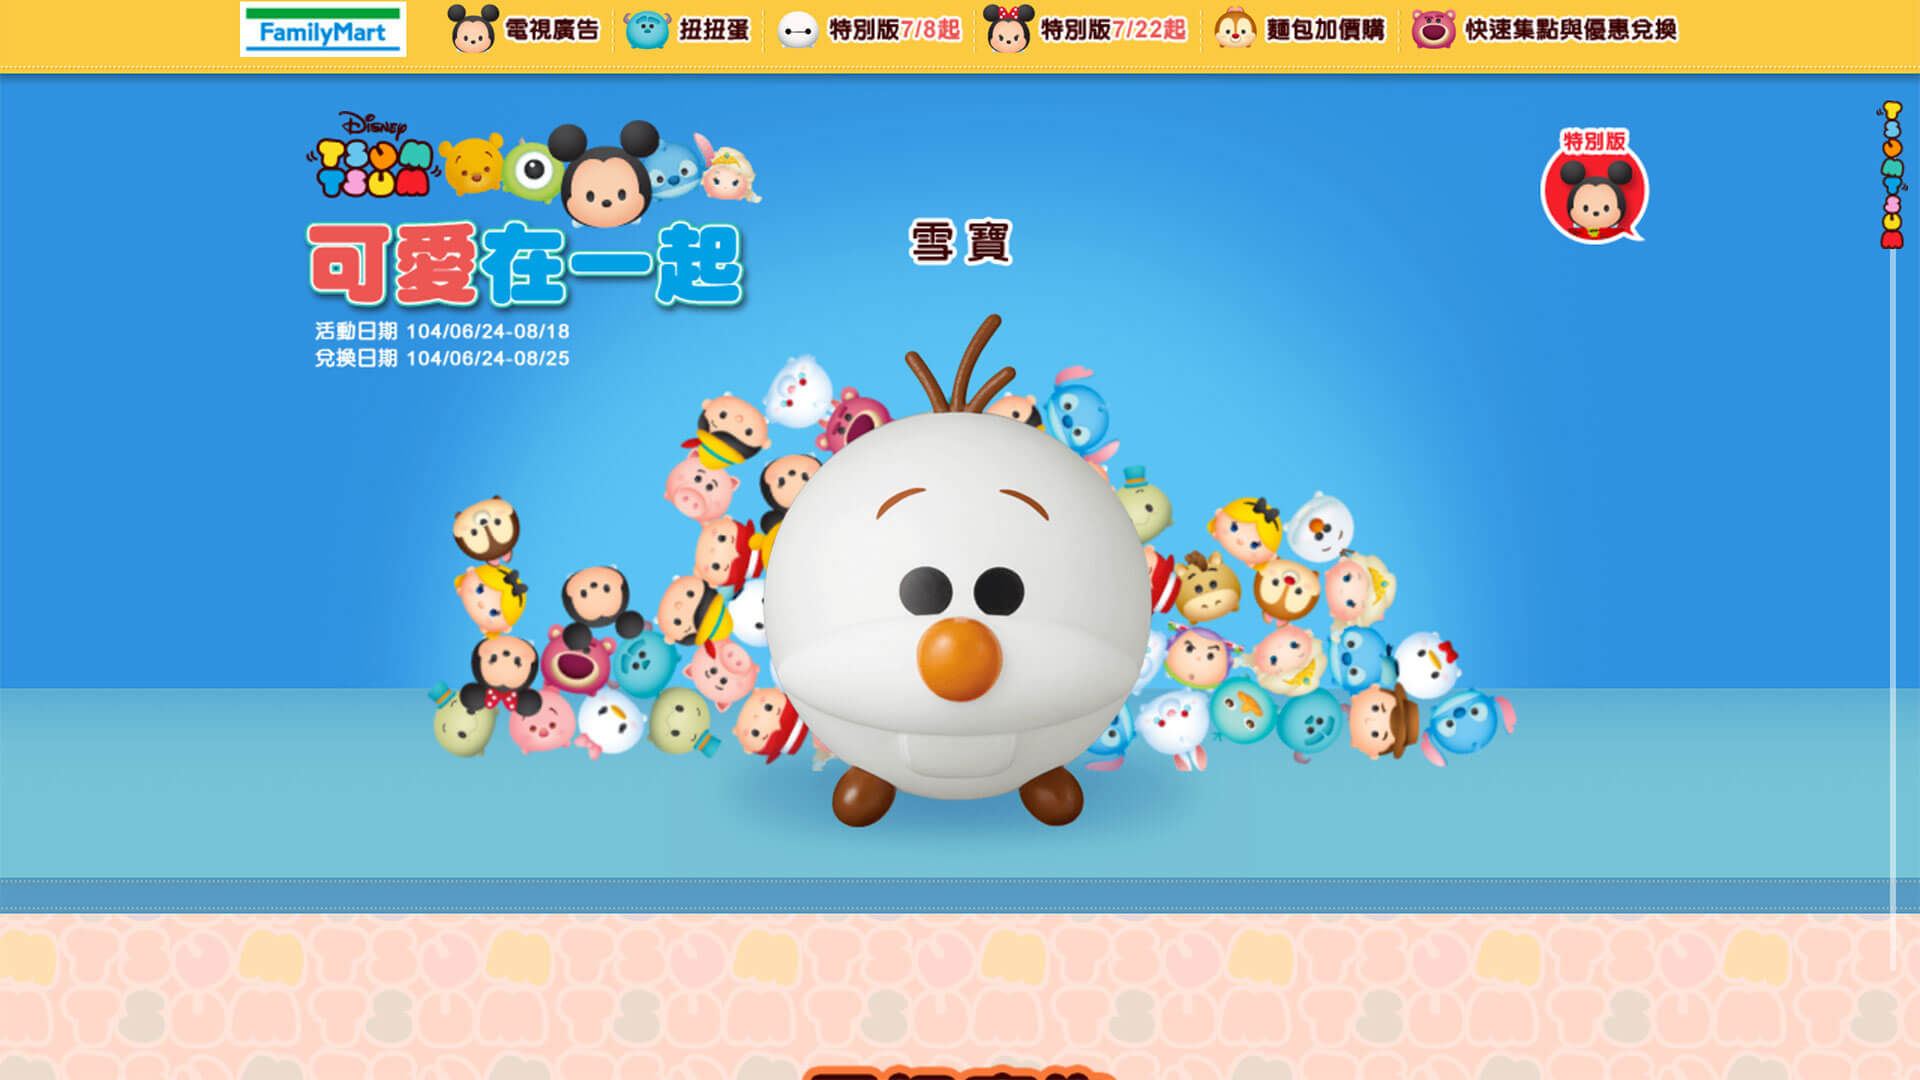 FamilyMart
電視廣告
扭扭蛋
特別版7/8起
特別版7/22起
麵包加價購
快速集點與優惠兌換
Disney
TSUM
TSUM
可愛在一起
活動日期 104/06/24-08/18
兌換日期 104/06/24-08/25
雪寶
特別版
TSUMTSUM